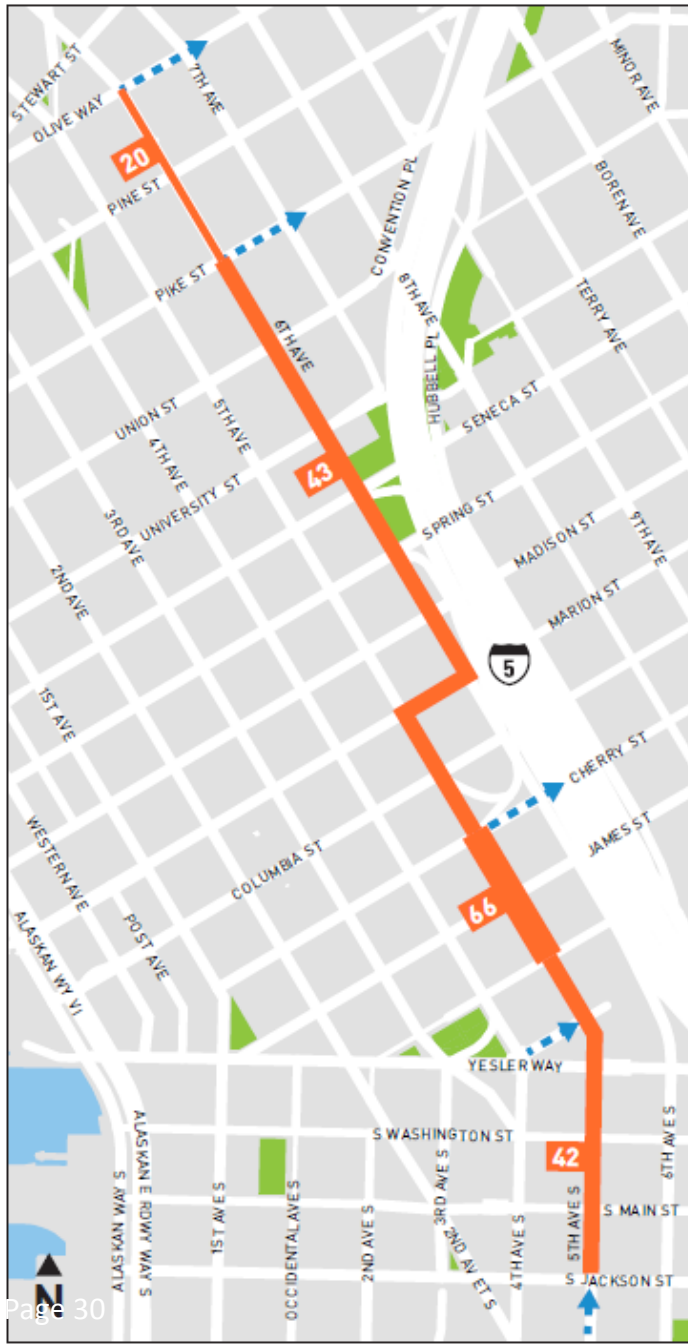 STEWART ST
OLIVE WAY
7TH AVE
MINOR AVE
20
PINE ST
CONVENTION PL
BOREN AVE
PIKE ST
8TH AVE
TERRY AVE
6TH AVE
HUBBELL PL
UNION ST
5TH AVE
4TH AVE
SENECA ST
43
UNIVERSITY ST
3RD AVE
SPRING ST
9TH AVE
MADISON ST
2ND AVE
MARION ST
5
1ST AVE
CHERRY ST
JAMES ST
WESTERN AVE
COLUMBIA ST
66
POST AVE
ALASKAN WY VI
YESLER WAY
S WASHINGTON ST
42
6TH AVE S
ALASKAN WAY S
ALASKAN E RDWY WAY S
1ST AVE S
OCCIDENTAL AVE S
2ND AVE S
3RD AVE S
2ND AV ET S
4TH AVE S
5TH AVE S
S MAIN ST
S JACKSON ST
N
Page 30